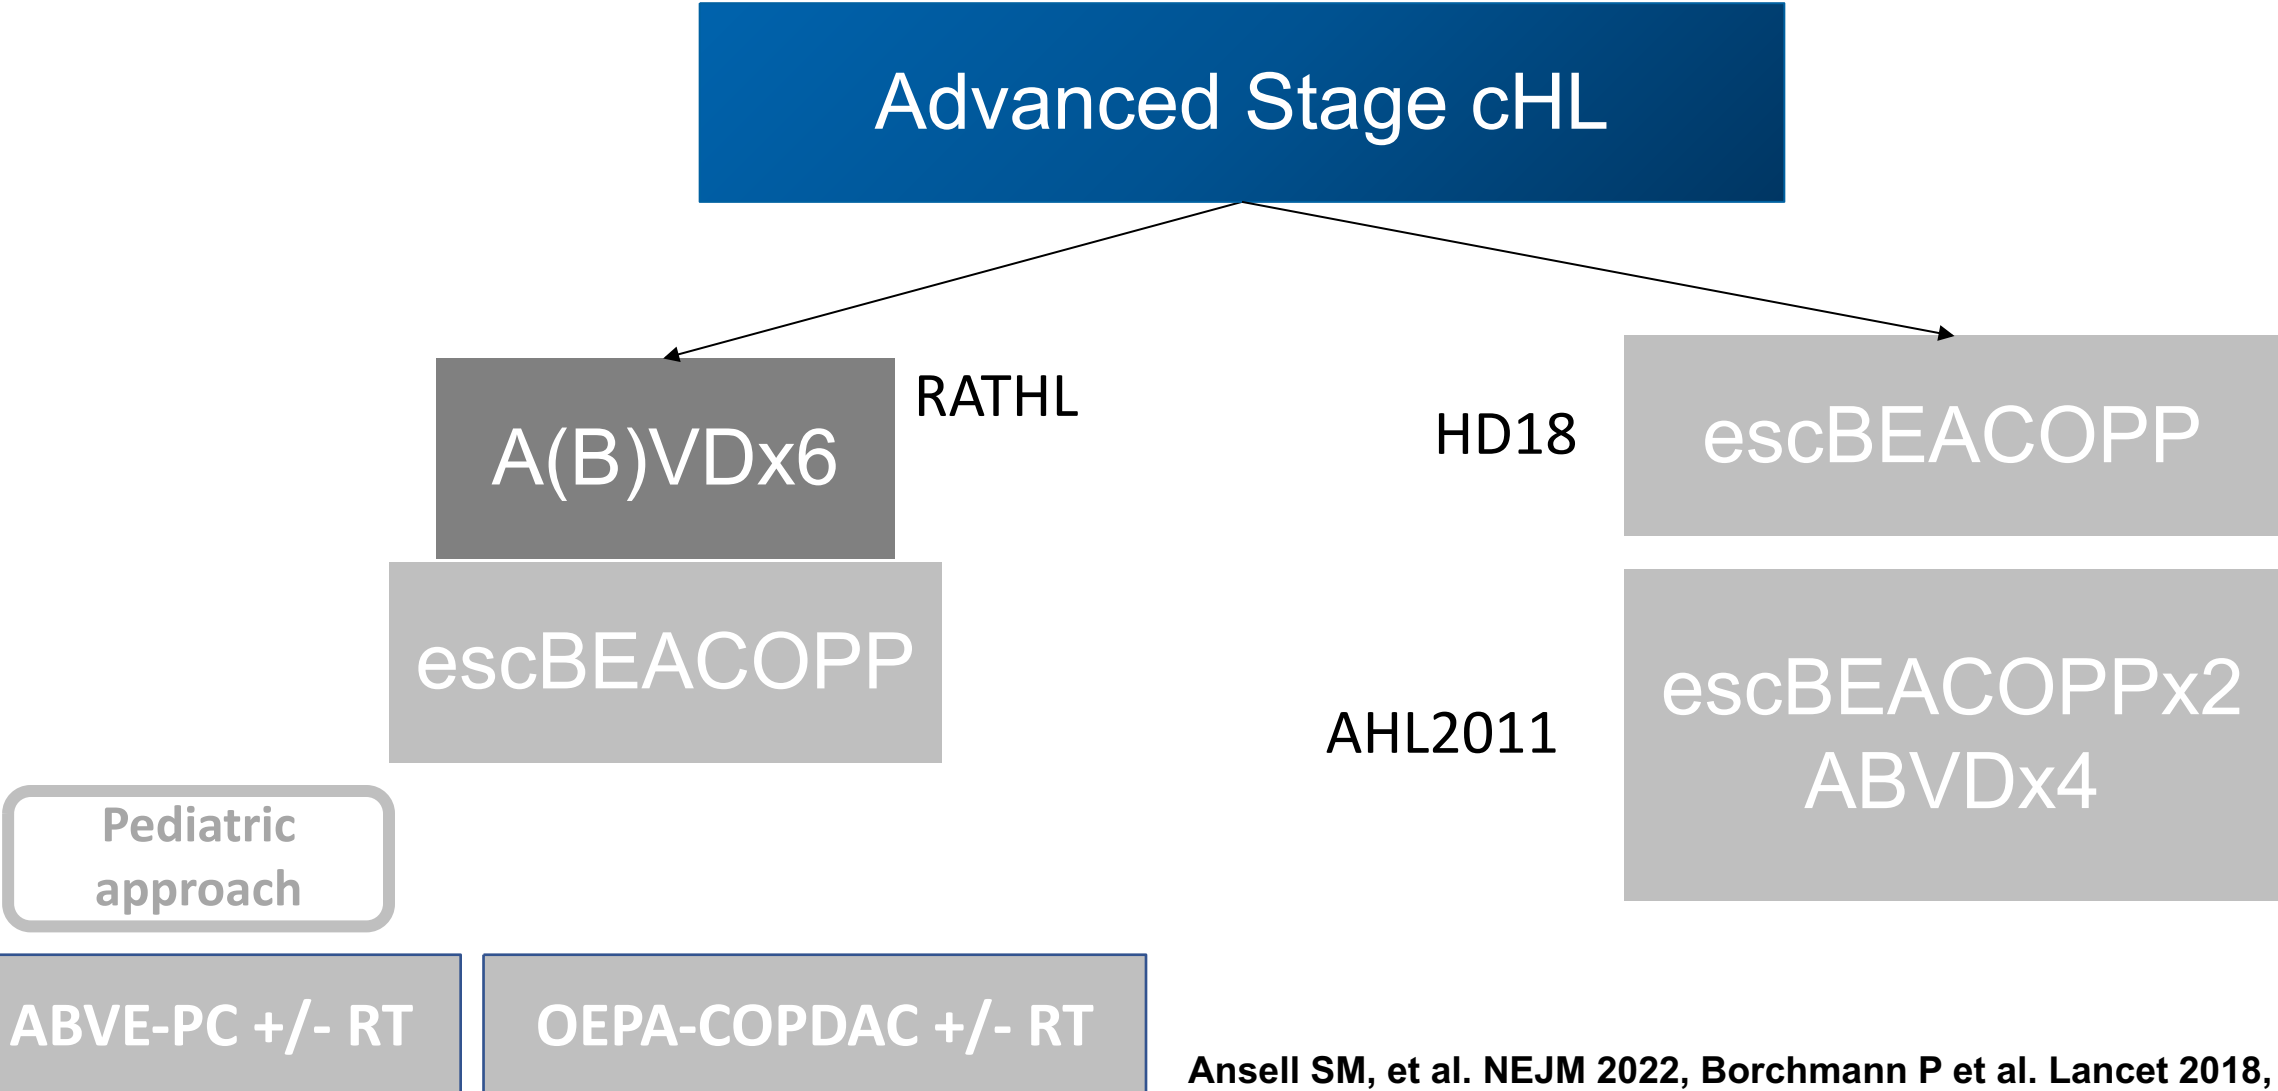 Advanced Stage cHL
A(B)VDx6
RATHL
escBEACOPP
HD18
escBEACOPP
AHL2011
escBEACOPPx2
ABVDx4
Pediatric
approach
ABVE-PC +/- RT
OEPA-COPDAC +/- RT
Ansell SM, et al. NEJM 2022, Borchmann P et al. Lancet 2018,